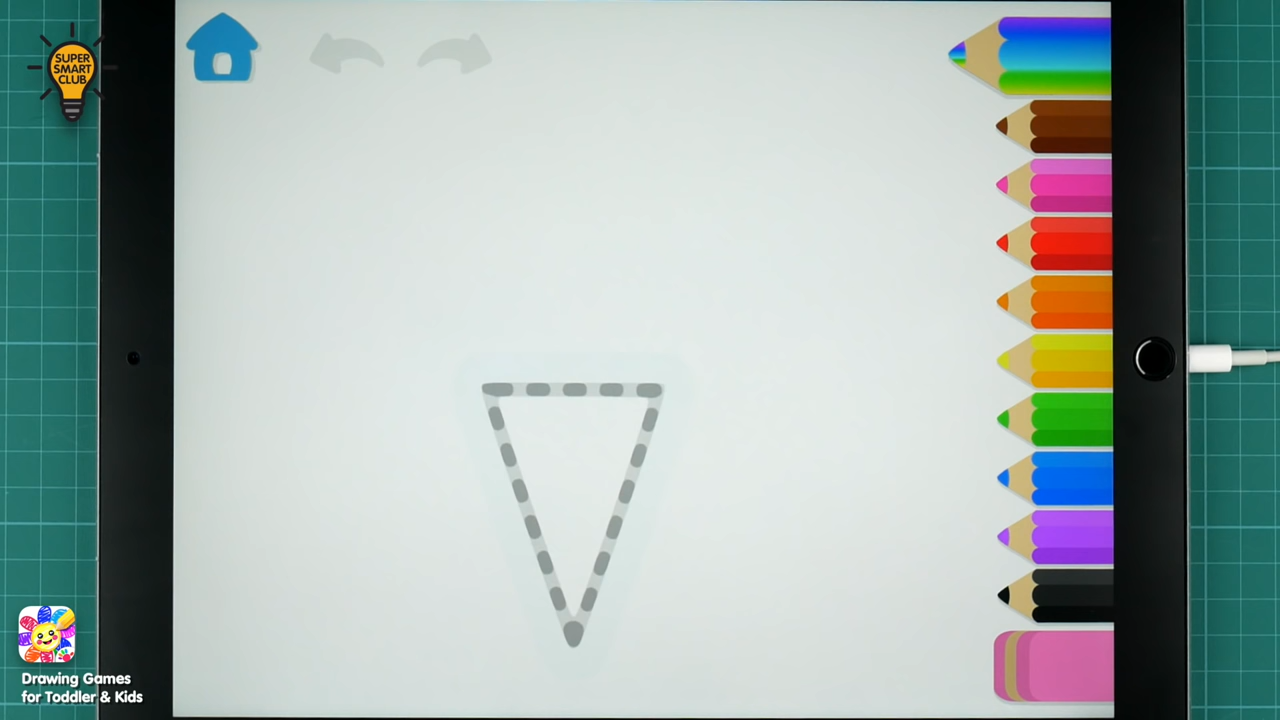 SUPER
SMART
CLUB
Drawing Games
for Toddler & Kids